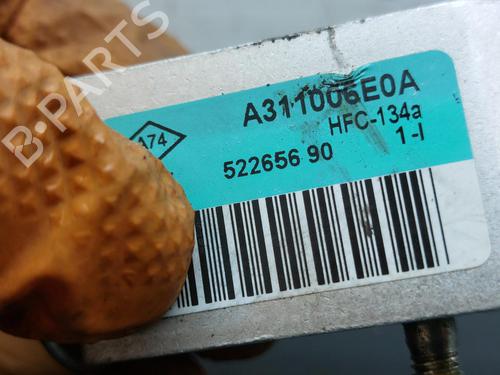 B-PARTS
A74
A311006E0A
HFC-134a
1-I
522656 90